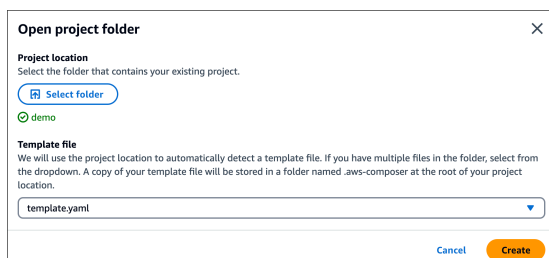 Open project folder
Project location
Select the folder that contains your existing project.
Select folder
demo
Template file
We will use the project location to automatically detect a template file. If you have multiple files in the folder, select from
the dropdown. A copy of your template file will be stored in a folder named .aws-composer at the root of your project
location.
template.yaml
Cancel
Create